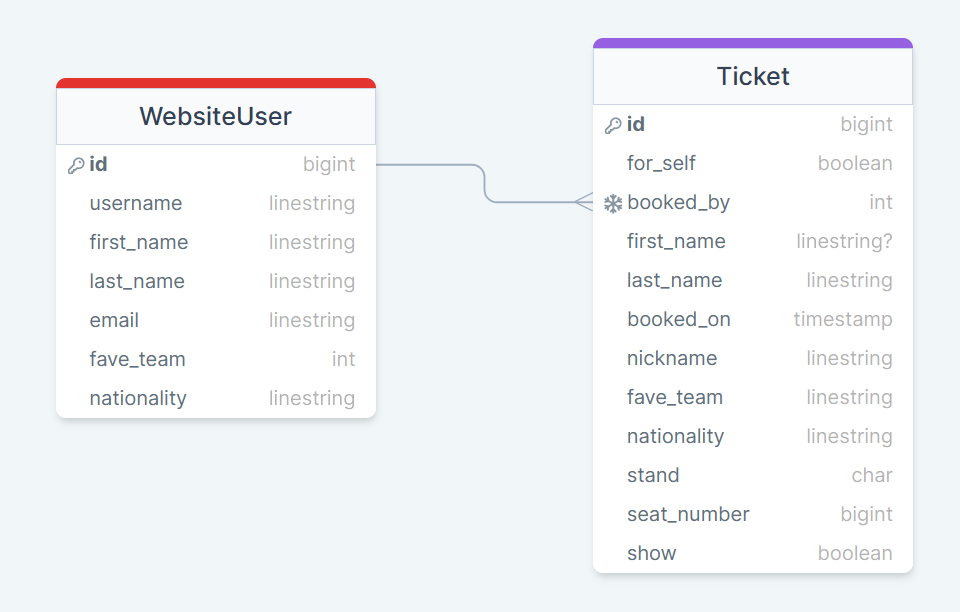 WebsiteUser
id bigint
username linestring
first_name linestring
last_name linestring
email linestring
fave_team int
nationality linestring
Ticket
id bigint
for_self boolean
booked_by int
first_name linestring?
last_name linestring
booked_on timestamp
nickname linestring
fave_team linestring
nationality linestring
stand char
seat_number bigint
show boolean